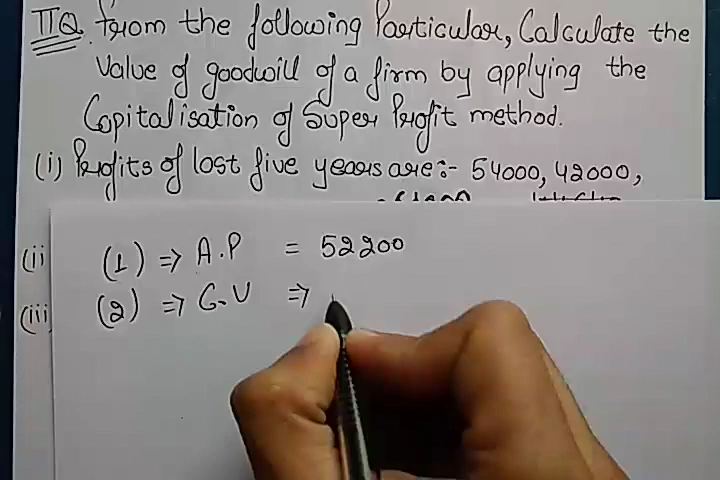 IIQ From the following Particular, Calculate the
Value of goodwill of a firm by applying the
Capitalisation of Super Profit method.
(i) Profits of last five years are:- 54000, 42000,
(ii
(1) ⇒ A.P = 52200
(iii
(2) ⇒ G.V ⇒